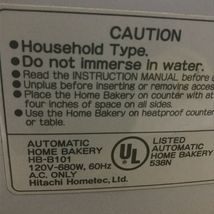 CAUTION
●Household Type.
●Do not immerse in water.
●Read the INSTRUCTION MANUAL before
●Unplug before inserting or removing
●Place the Home Bakery on counter with at
four inches of space on all sides.
●Use the Home Bakery on heatproof counter
or table.
AUTOMATIC
HOME BAKERY
HB-B101
120V-680W, 60Hz
A.C. ONLY
Hitachi Hometec, Ltd.
UL
LISTED
AUTOMATIC
HOME BAKERY
538N